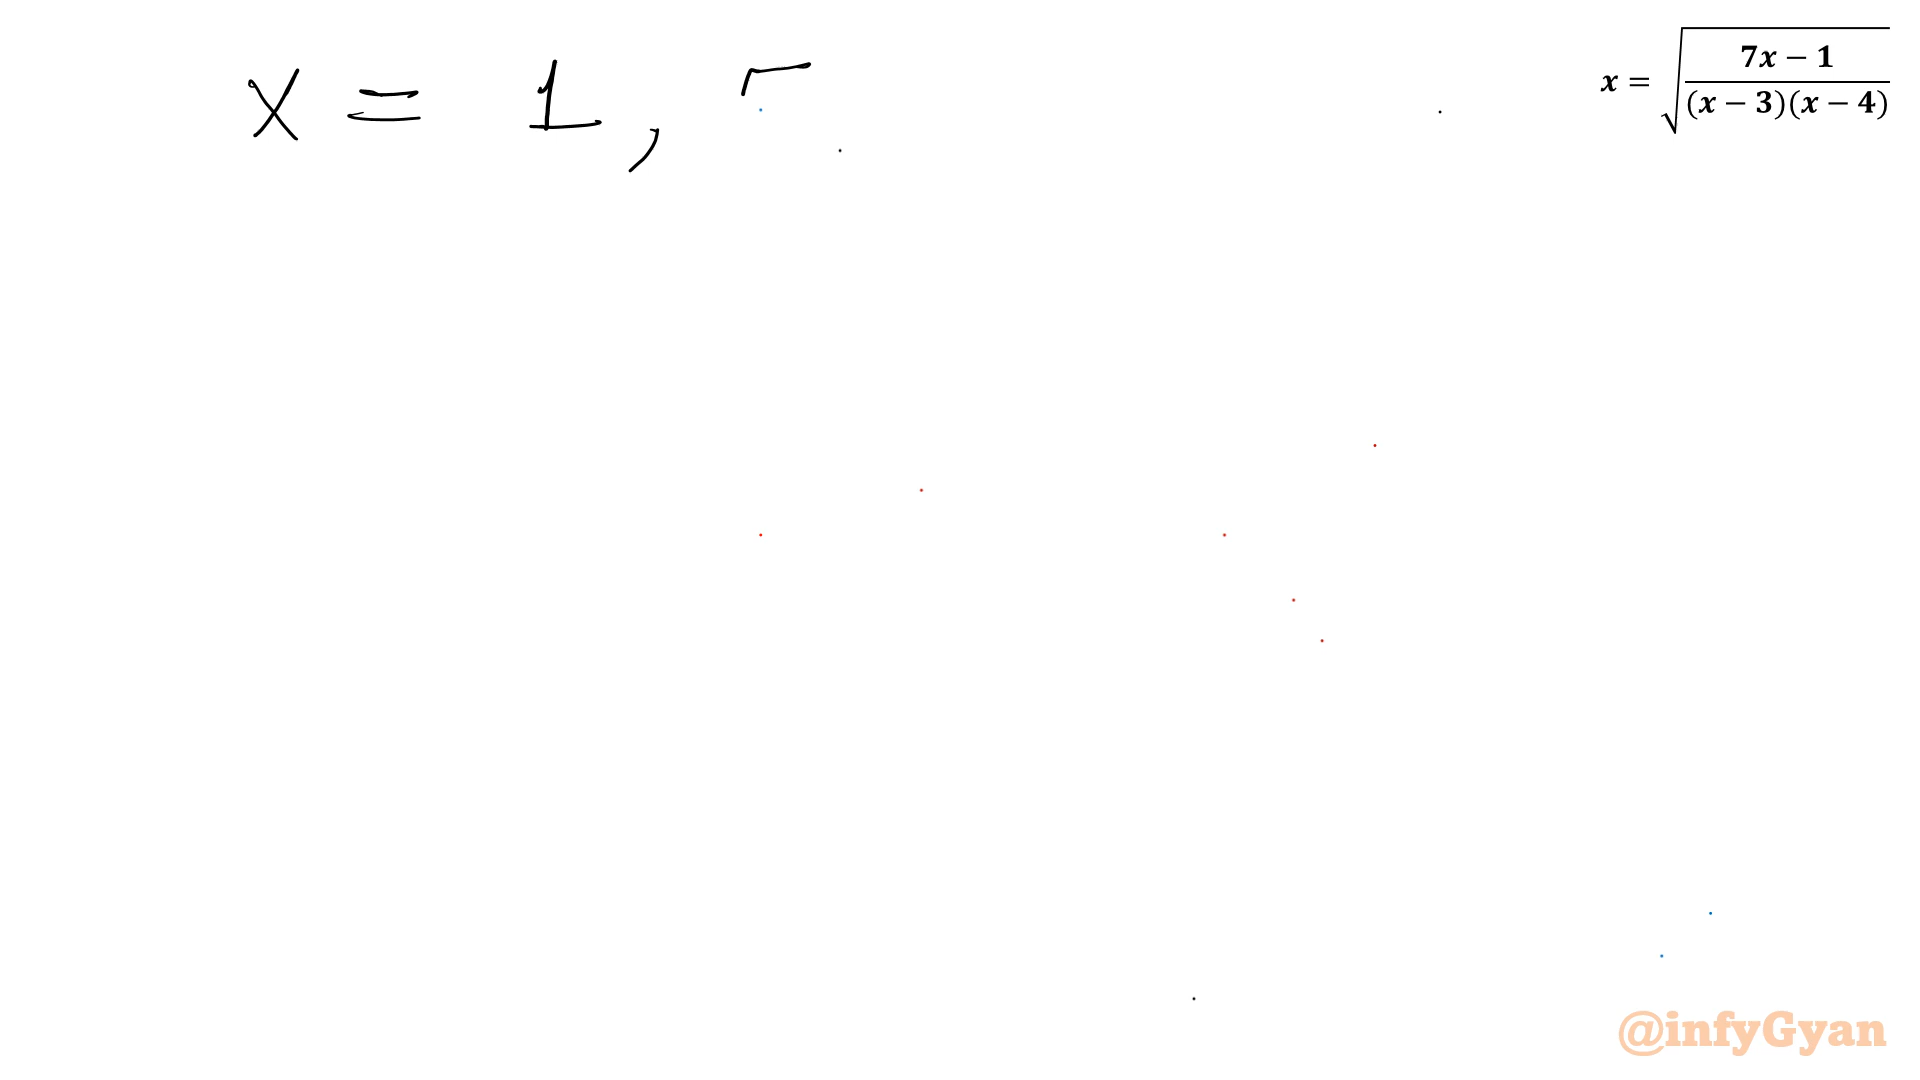 x = 1,
x = √((7x − 1)/((x − 3)(x − 4)))
@infyGyan